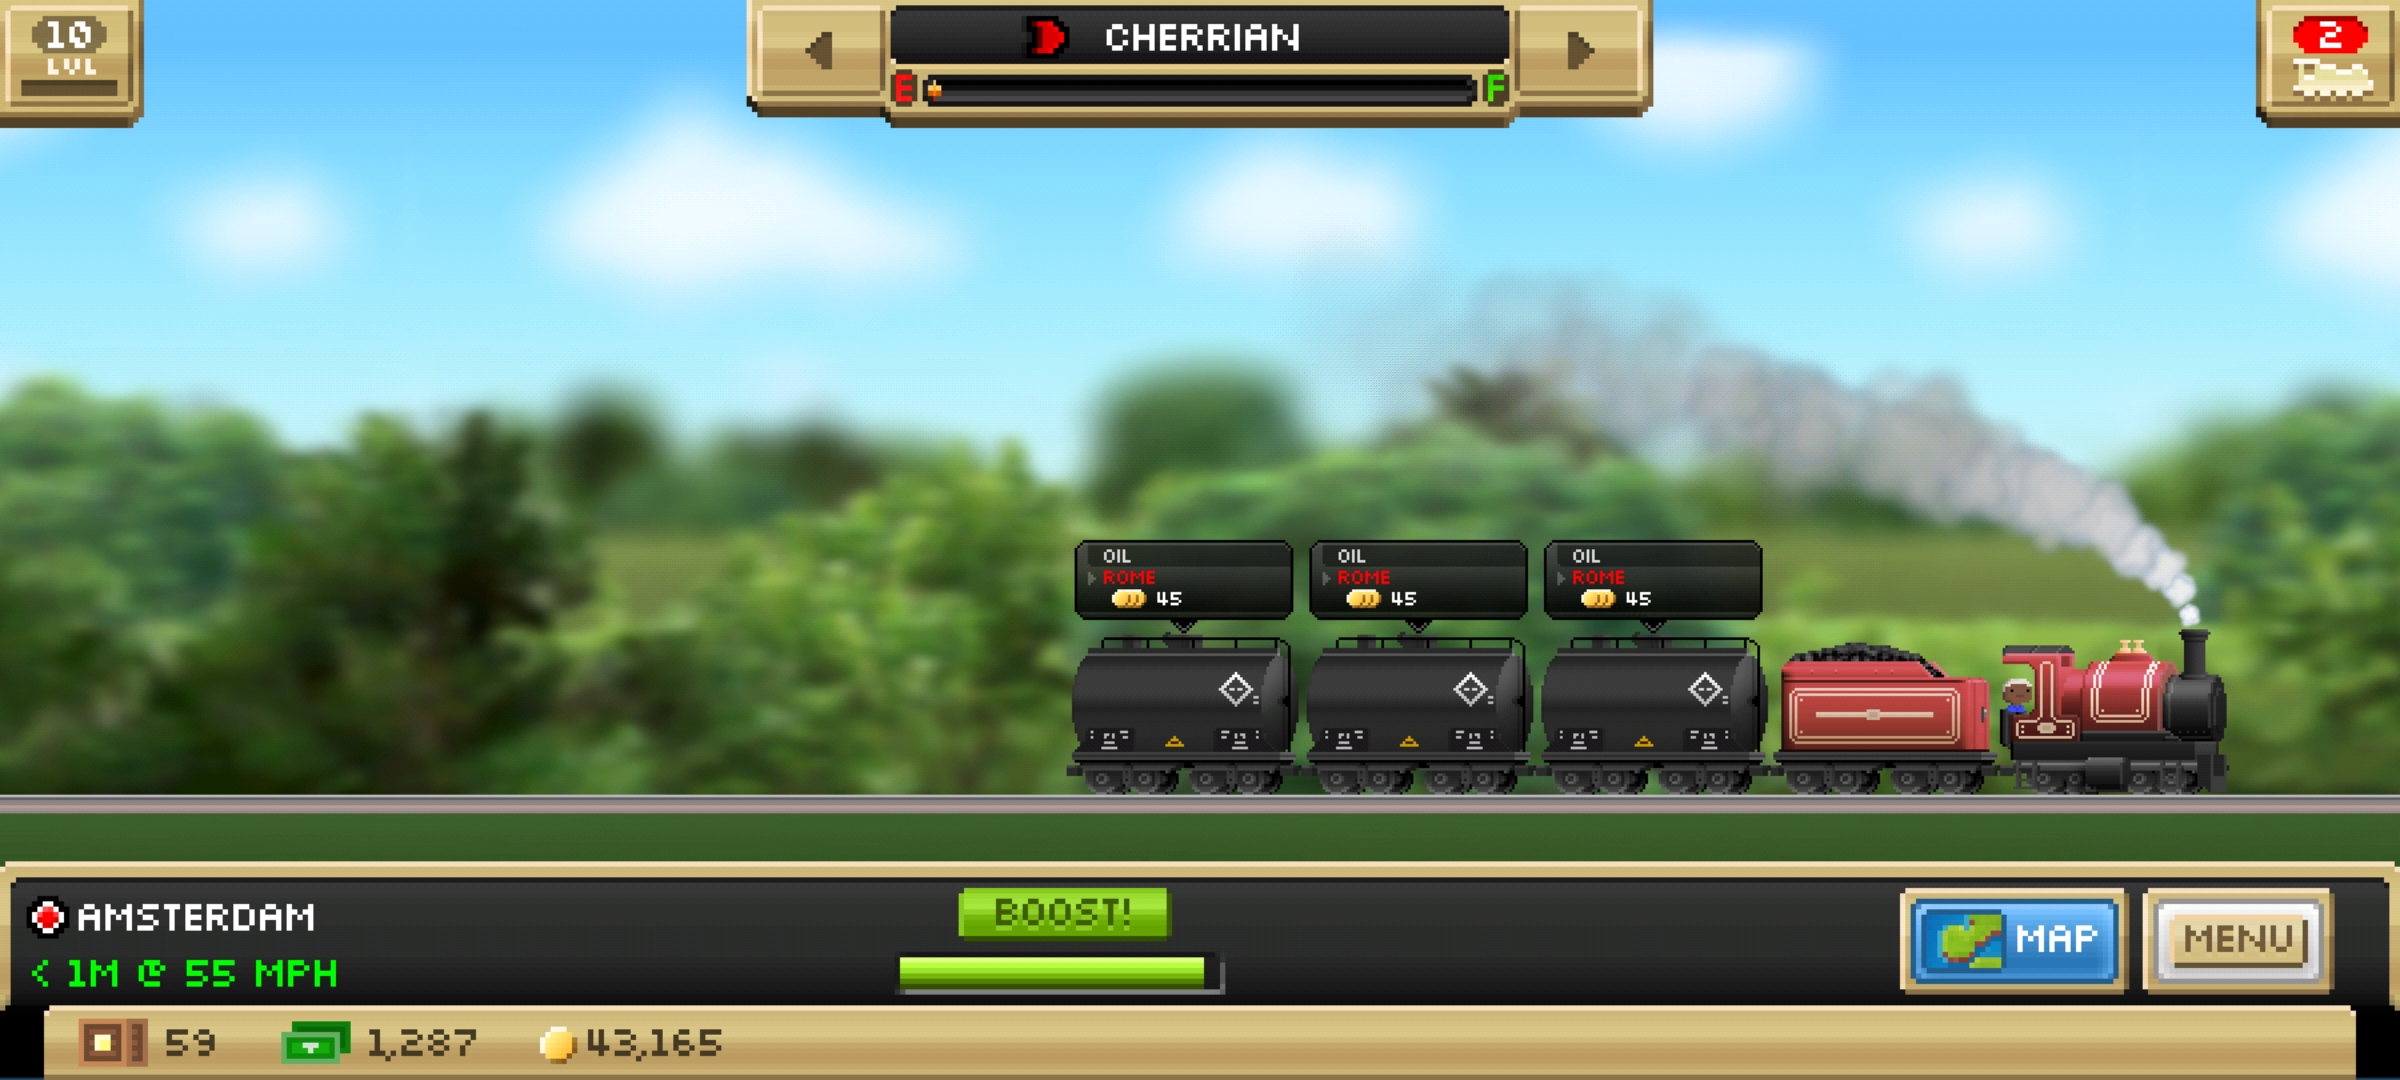 10
LVL
CHERRIAN
E F
2
OIL
ROME
45
OIL
ROME
45
OIL
ROME
45
AMSTERDAM
< 1M @ 55 MPH
BOOST!
MAP
MENU
59
1,287
43,165